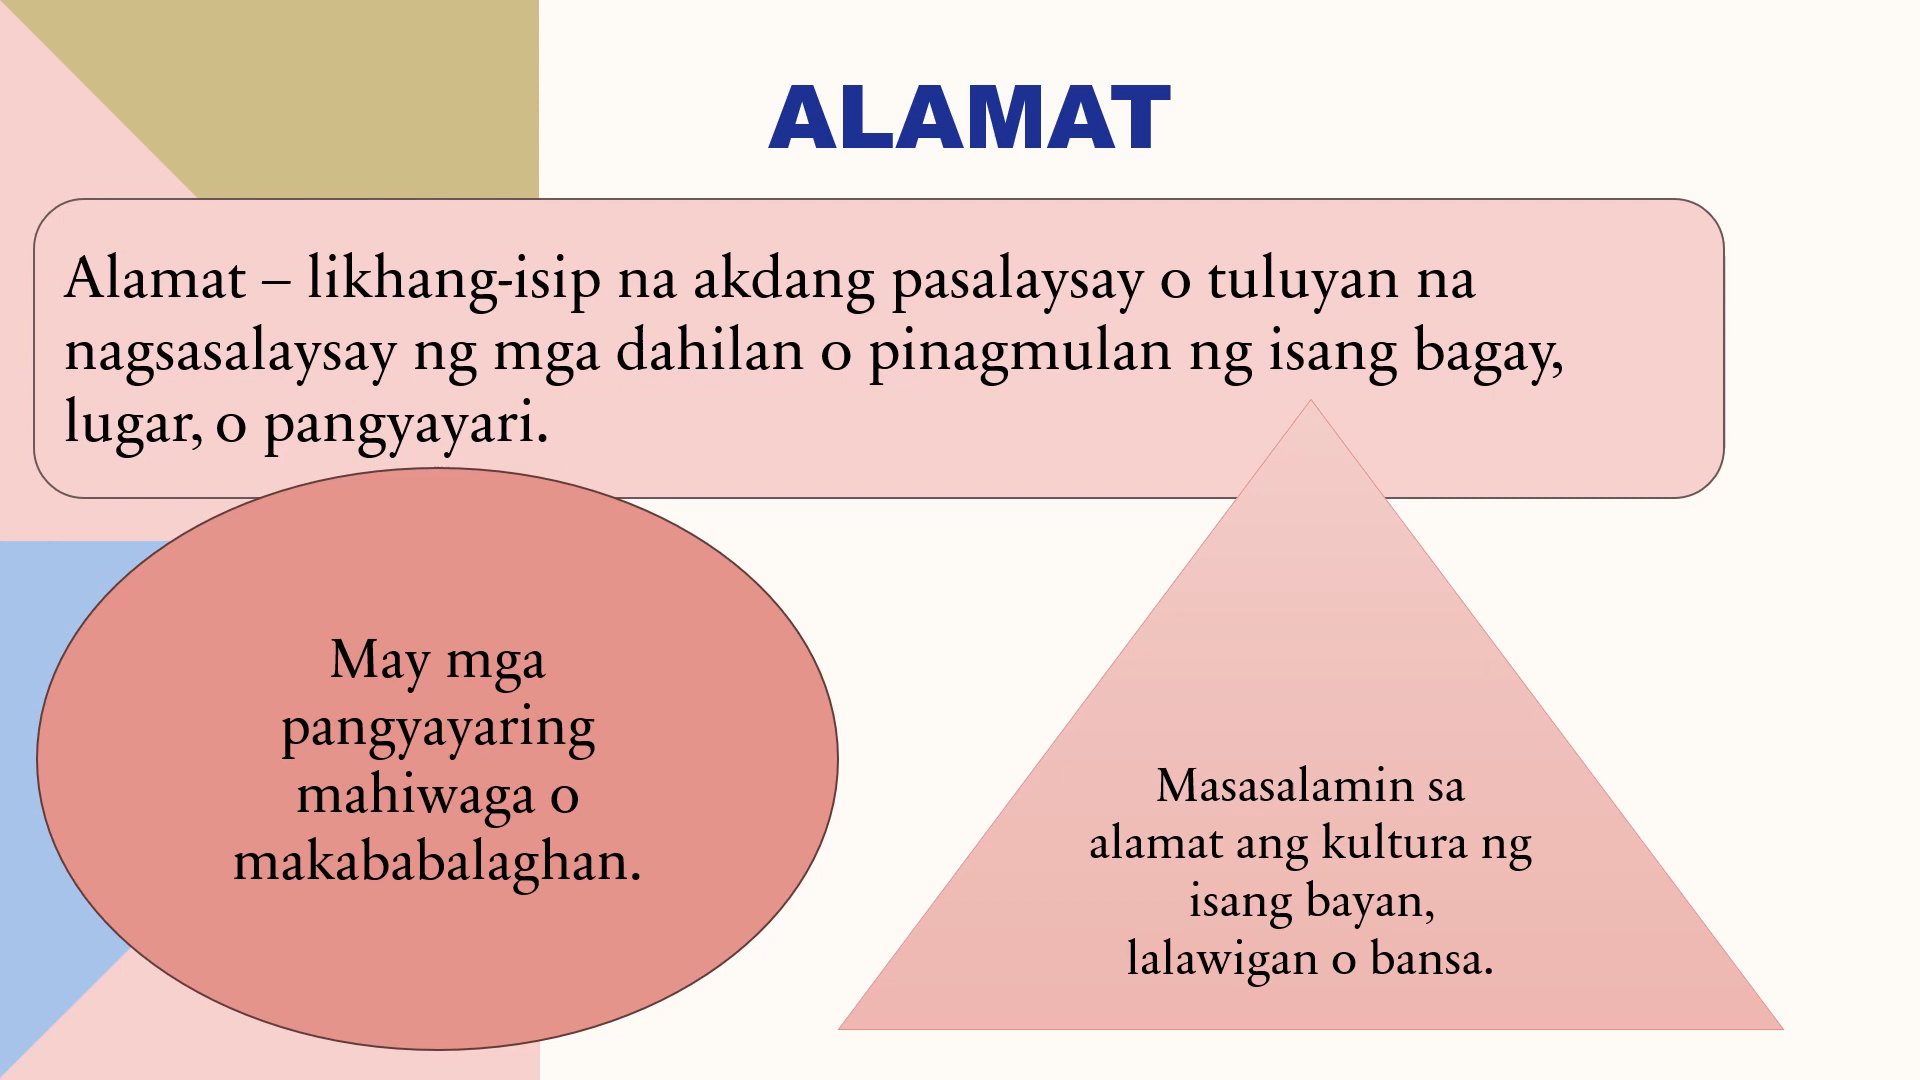 ALAMAT
Alamat – likhang-isip na akdang pasalaysay o tuluyan na
nagsasalaysay ng mga dahilan o pinagmulan ng isang bagay,
lugar, o pangyayari.
May mga
pangyayaring
mahiwaga o
makababalaghan.
Masasalamin sa
alamat ang kultura ng
isang bayan,
lalawigan o bansa.